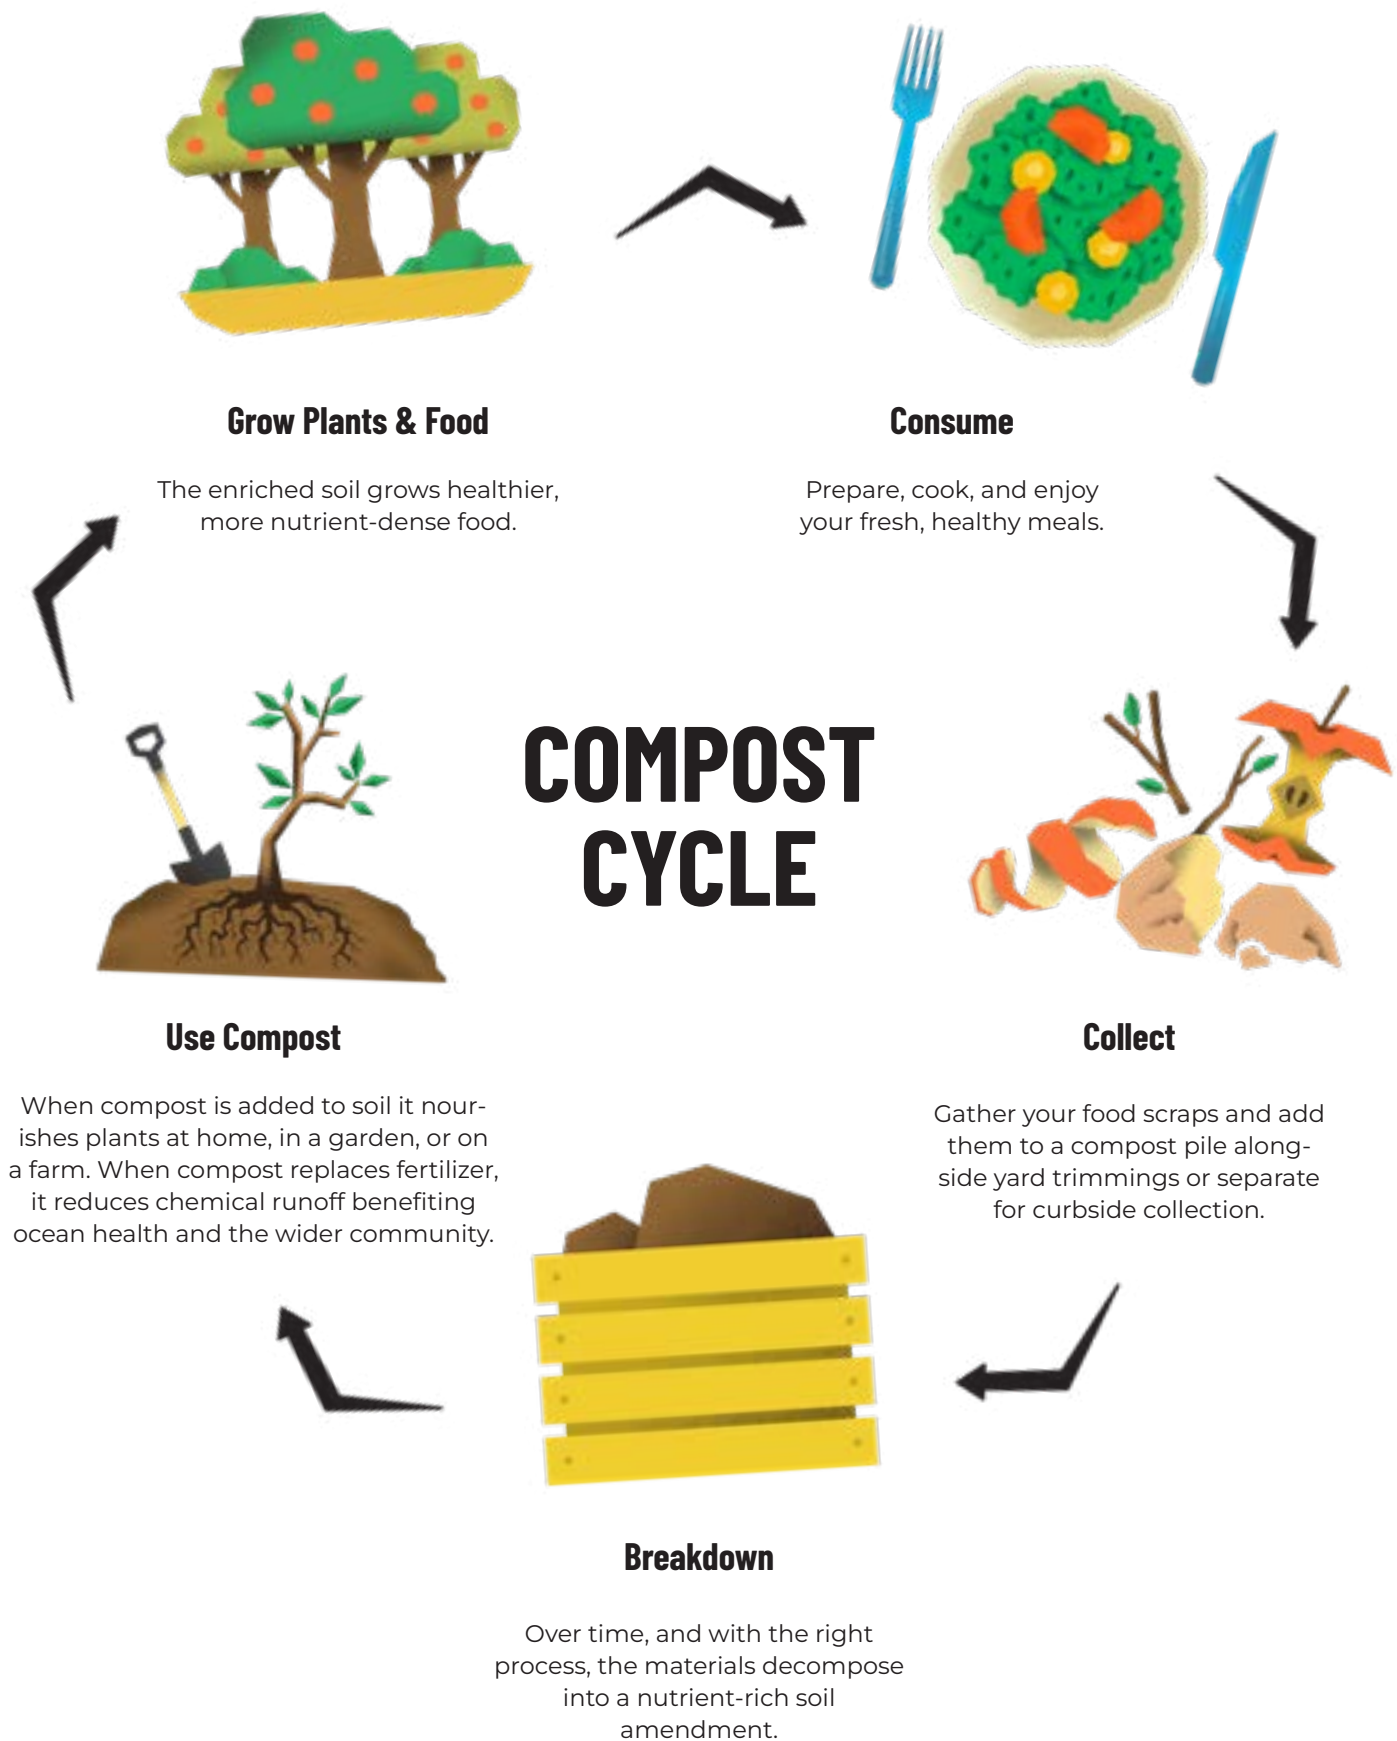 Grow Plants & Food
The enriched soil grows healthier,
more nutrient-dense food.
Consume
Prepare, cook, and enjoy
your fresh, healthy meals.
COMPOST
CYCLE
Use Compost
When compost is added to soil it nour-
ishes plants at home, in a garden, or on
a farm. When compost replaces fertilizer,
it reduces chemical runoff benefiting
ocean health and the wider community.
Collect
Gather your food scraps and add
them to a compost pile along-
side yard trimmings or separate
for curbside collection.
Breakdown
Over time, and with the right
process, the materials decompose
into a nutrient-rich soil
amendment.